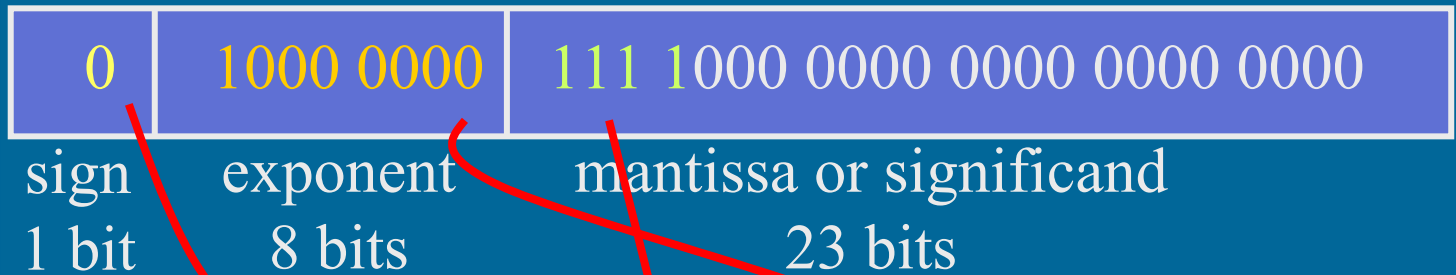 0 1000 0000 111 1000 0000 0000 0000 0000
sign exponent mantissa or significand
1 bit 8 bits 23 bits